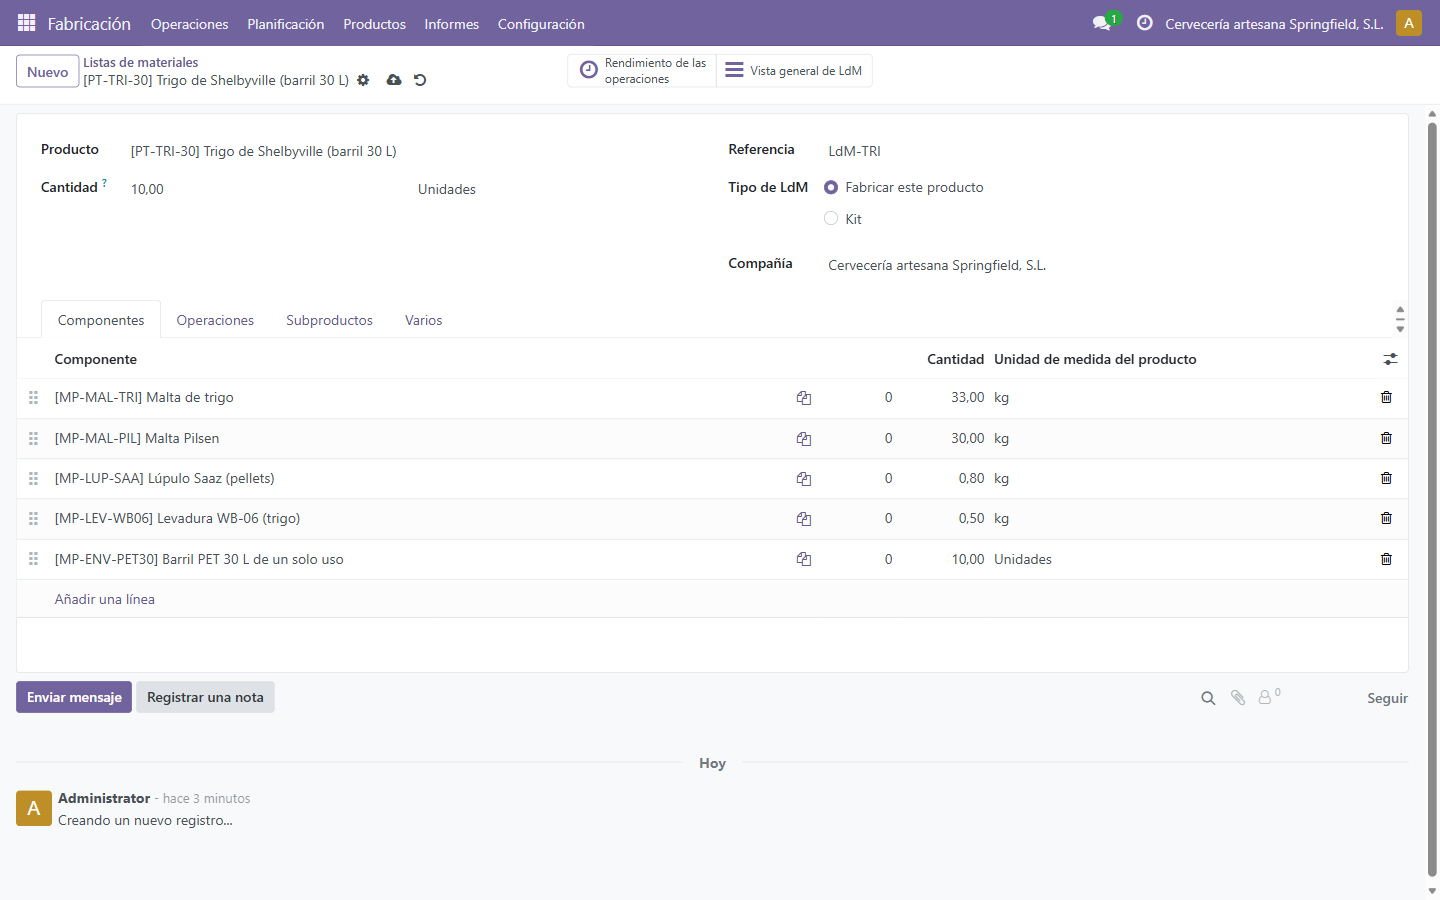 Fabricación Operaciones Planificación Productos Informes Configuración 1 Cervecería artesana Springfield, S.L. A
Nuevo
Listas de materiales
[PT-TRI-30] Trigo de Shelbyville (barril 30 L)
Rendimiento de las operaciones
Vista general de LdM
Producto [PT-TRI-30] Trigo de Shelbyville (barril 30 L)
Cantidad ? 10,00 Unidades
Referencia LdM-TRI
Tipo de LdM Fabricar este producto
Kit
Compañía Cervecería artesana Springfield, S.L.
Componentes Operaciones Subproductos Varios
Componente Cantidad Unidad de medida del producto
[MP-MAL-TRI] Malta de trigo 0 33,00 kg
[MP-MAL-PIL] Malta Pilsen 0 30,00 kg
[MP-LUP-SAA] Lúpulo Saaz (pellets) 0 0,80 kg
[MP-LEV-WB06] Levadura WB-06 (trigo) 0 0,50 kg
[MP-ENV-PET30] Barril PET 30 L de un solo uso 0 10,00 Unidades
Añadir una línea
Enviar mensaje Registrar una nota 0 Seguir
Hoy
A Administrator - hace 3 minutos
Creando un nuevo registro...